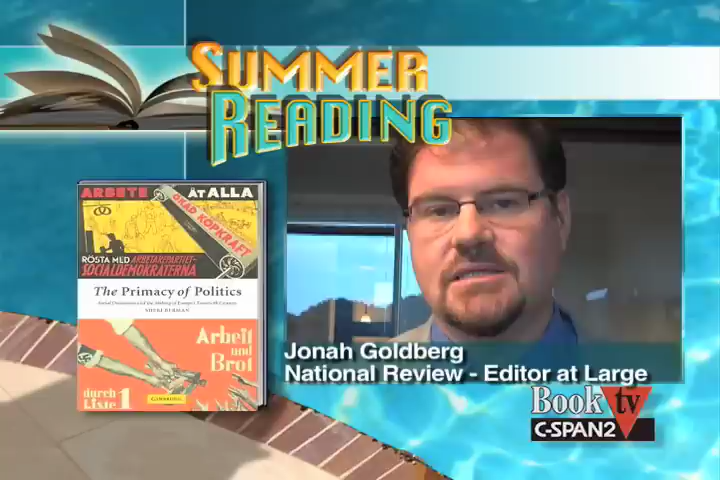 SUMMER
READING
ARBETE ÅT ALLA
ÖKAD KÖPKRAFT
RÖSTA MED ARBETAREPARTIET-
SOCIALDEMOKRATERNA
The Primacy of Politics
SHERI BERMAN
Arbeit
und
Brot
durch
Liste 1
CAMBRIDGE
Jonah Goldberg
National Review - Editor at Large
Book tv
C-SPAN2